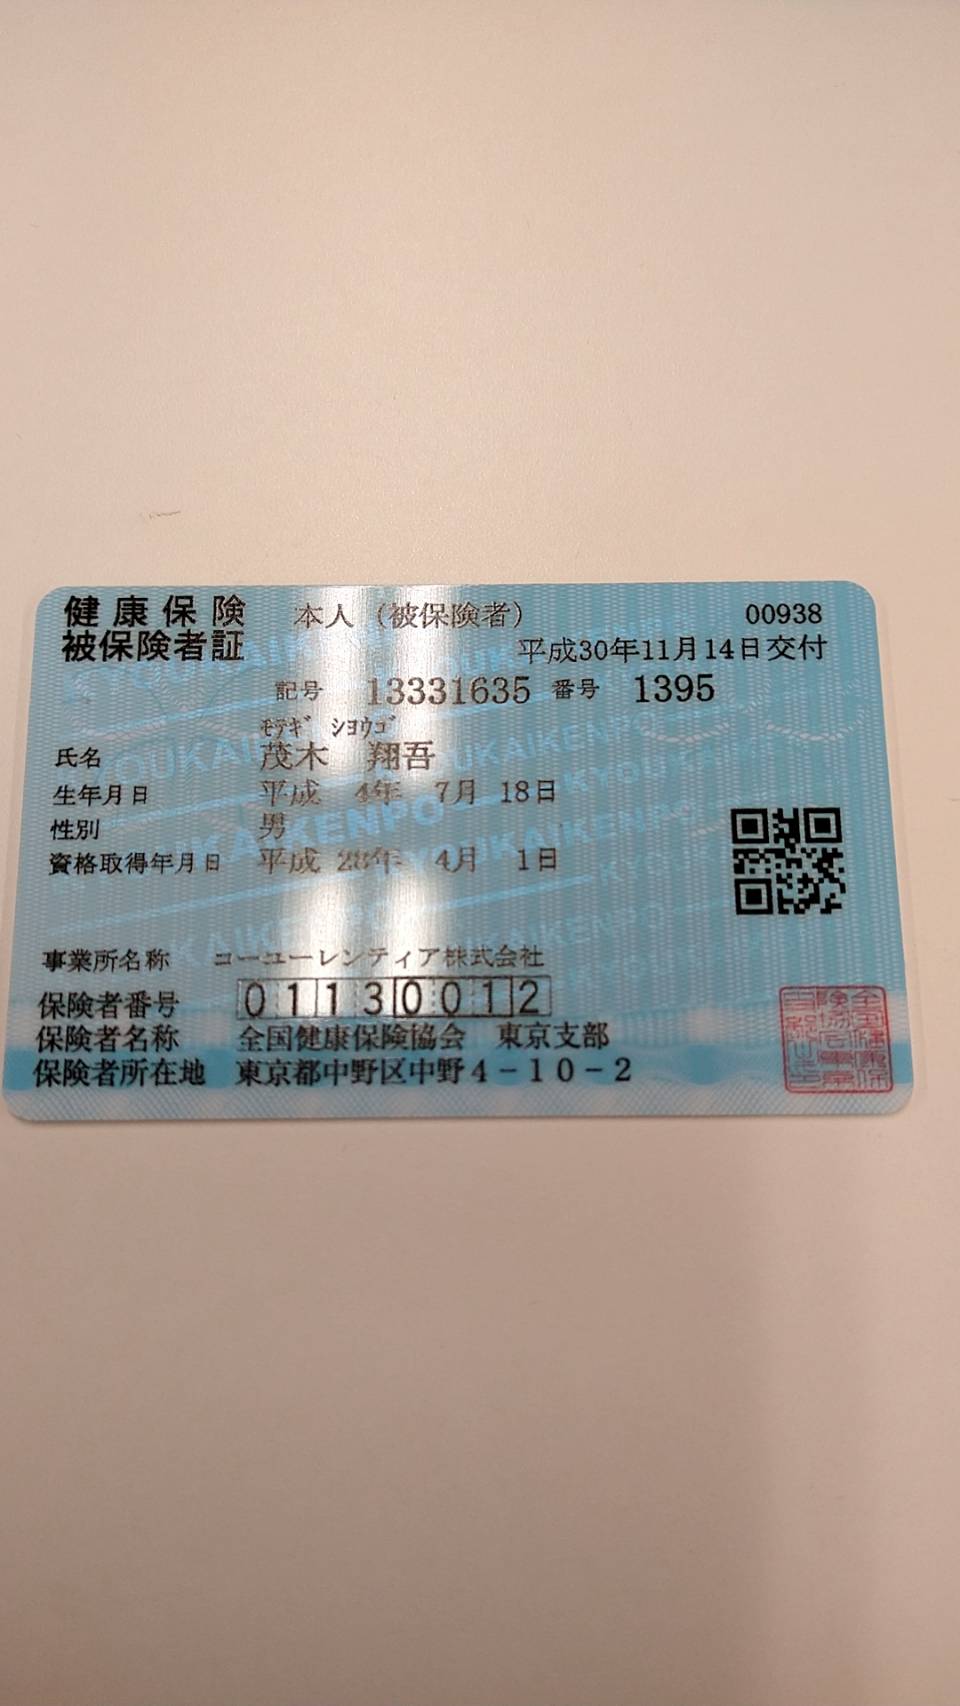 健康保険 本人（被保険者） 00938
被保険者証 平成30年11月14日交付
記号 13331635 番号 1395
ﾓﾃｷﾞ ｼﾖｳｺﾞ
氏名 茂木 翔吾
生年月日 平成 4年 7月 18日
性別 男
資格取得年月日 平成 28年 4月 1日
事業所名称 コーユーレンティア株式会社
保険者番号 01130012
保険者名称 全国健康保険協会 東京支部
保険者所在地 東京都中野区中野4-10-2